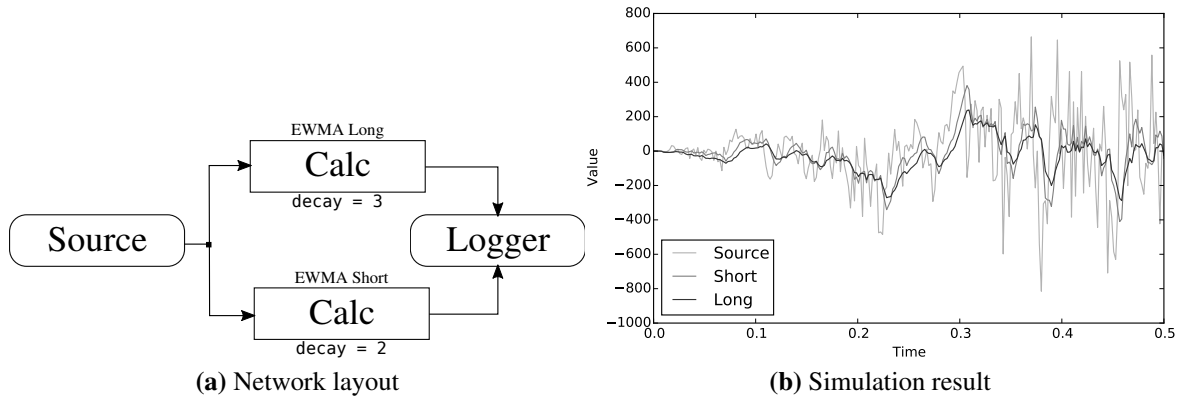 EWMA Long
Calc
decay = 3
Source
Logger
EWMA Short
Calc
decay = 2
(a) Network layout
800
600
400
200
0
−200
−400
−600
−800
−1000
Value
0.0 0.1 0.2 0.3 0.4 0.5
Time
Source
Short
Long
(b) Simulation result